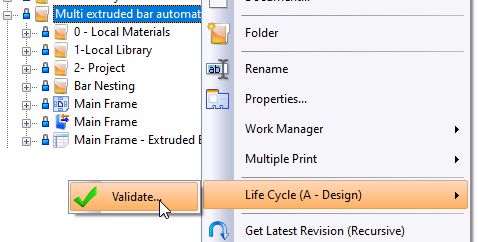 Document...
Multi extruded bar automat
0 - Local Materials
1-Local Library
2- Project
Bar Nesting
Main Frame
Main Frame
Main Frame - Extruded B
Folder
Rename
Properties...
Work Manager
Multiple Print
Life Cycle (A - Design)
Validate...
Get Latest Revision (Recursive)